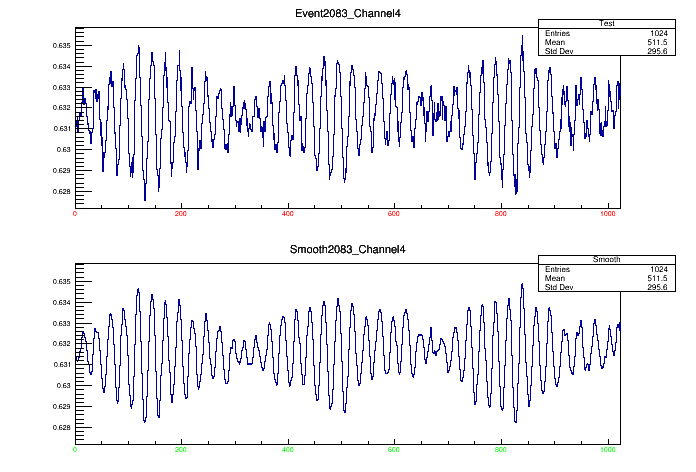 Event2083_Channel4
Test
Entries 1024
Mean 511.5
Std Dev 295.6
0.635
0.634
0.633
0.632
0.631
0.63
0.629
0.628
0 200 400 600 800 1000
Smooth2083_Channel4
Smooth
Entries 1024
Mean 511.5
Std Dev 295.6
0.635
0.634
0.633
0.632
0.631
0.63
0.629
0.628
0 200 400 600 800 1000